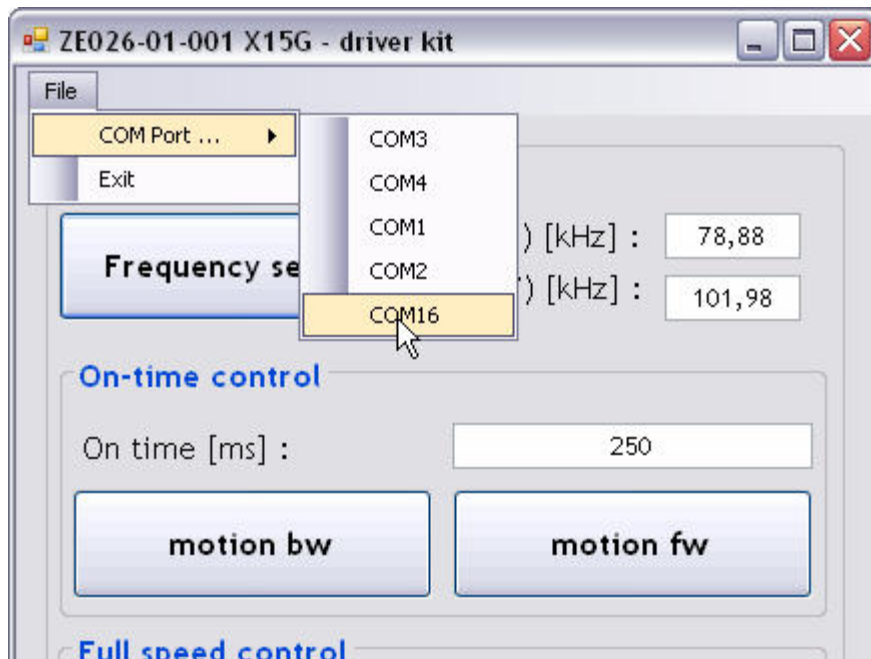 ZE026-01-001 X15G - driver kit
File
COM Port ...
Exit
COM3
COM4
COM1
COM2
COM16
Frequency se
) [kHz] :
78,88
) [kHz] :
101,98
On-time control
On time [ms] :
250
motion bw
motion fw
Full speed control